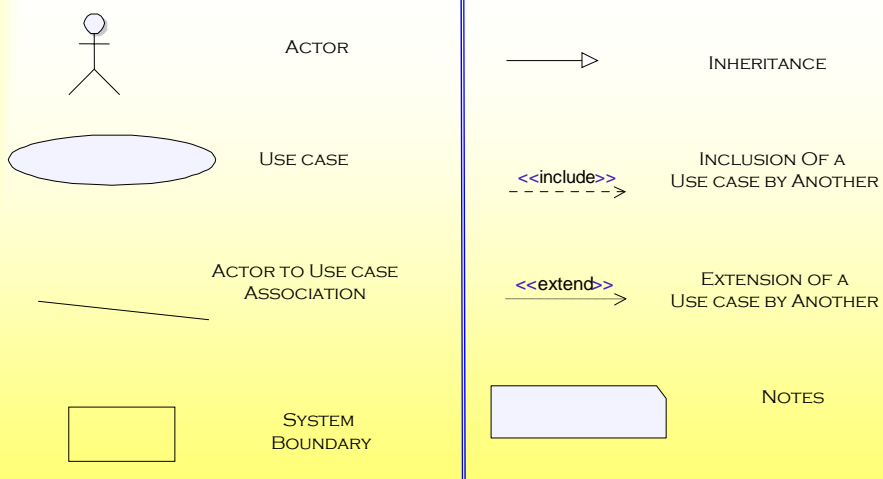 Actor
Use case
Actor to Use case
Association
System
Boundary
Inheritance
<<include>>
Inclusion Of a
Use case by Another
<<extend>>
Extension of a
Use case by Another
Notes